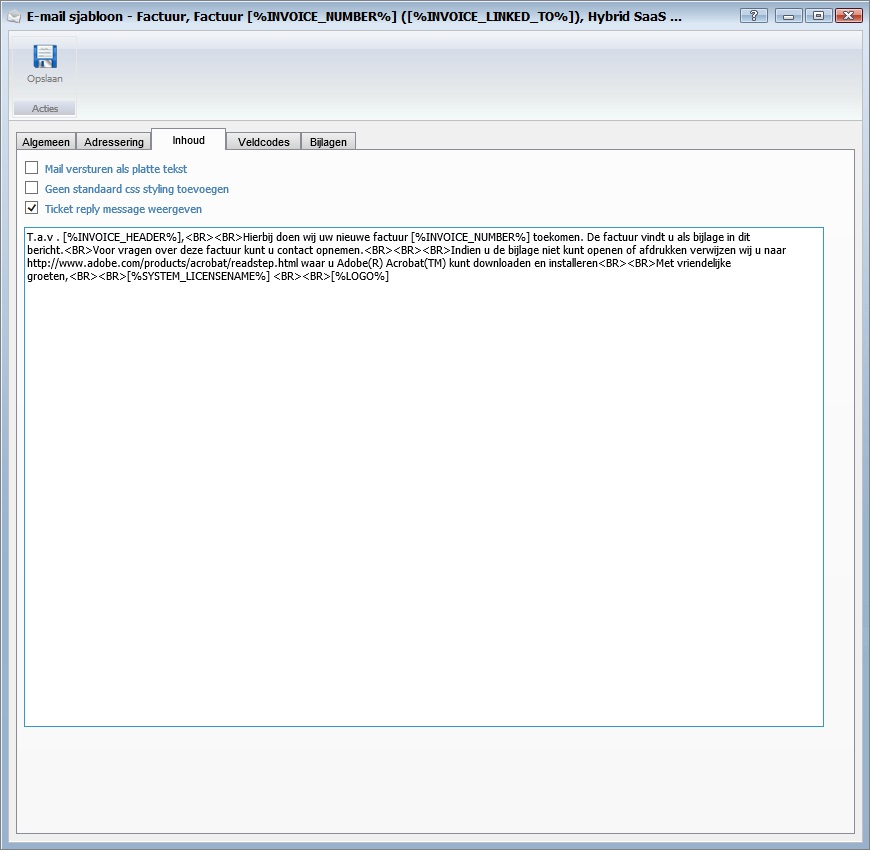 E-mail sjabloon - Factuur, Factuur [%INVOICE_NUMBER%] ([%INVOICE_LINKED_TO%]), Hybrid SaaS ...
?
Opslaan
Acties
Algemeen Adressering Inhoud Veldcodes Bijlagen
Mail versturen als platte tekst
Geen standaard css styling toevoegen
Ticket reply message weergeven
T.a.v . [%INVOICE_HEADER%],<BR><BR>Hierbij doen wij uw nieuwe factuur [%INVOICE_NUMBER%] toekomen. De factuur vindt u als bijlage in dit
bericht.<BR>Voor vragen over deze factuur kunt u contact opnemen.<BR><BR><BR>Indien u de bijlage niet kunt openen of afdrukken verwijzen wij u naar
http://www.adobe.com/products/acrobat/readstep.html waar u Adobe(R) Acrobat(TM) kunt downloaden en installeren<BR><BR>Met vriendelijke
groeten,<BR><BR>[%SYSTEM_LICENSENAME%] <BR><BR>[%LOGO%]